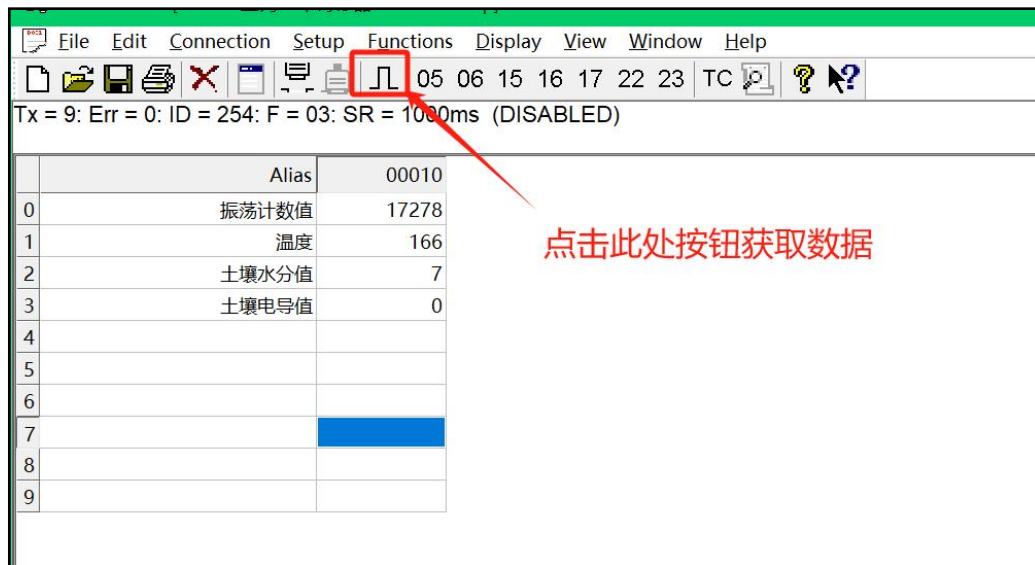 File Edit Connection Setup Functions Display View Window Help
05 06 15 16 17 22 23 TC
Tx = 9: Err = 0: ID = 254: F = 03: SR = 1000ms (DISABLED)
Alias 00010
0 振荡计数值 17278
1 温度 166
点击此处按钮获取数据
2 土壤水分值 7
3 土壤电导值 0
4
5
6
7
8
9